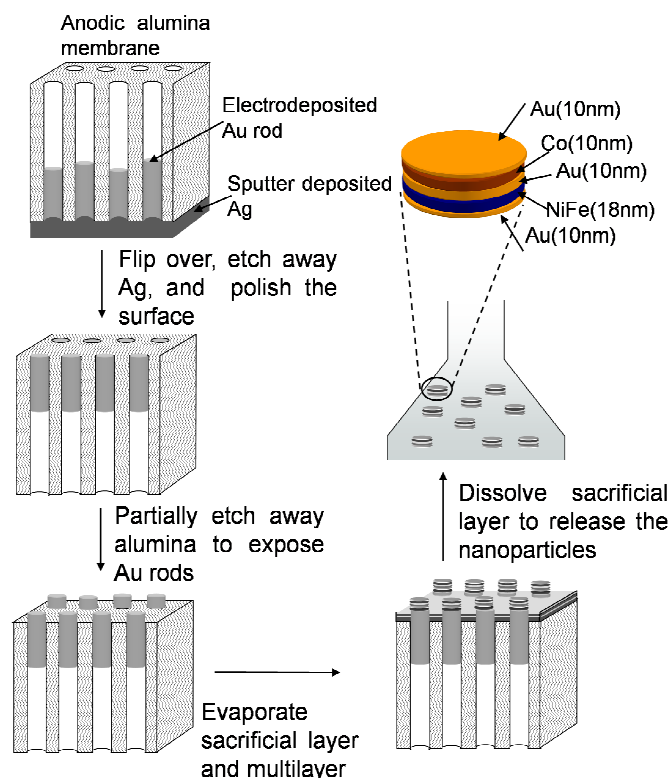 Anodic alumina
membrane
Electrodeposited
Au rod
Sputter deposited
Ag
Flip over, etch away
Ag, and polish the
surface
Partially etch away
alumina to expose
Au rods
Evaporate
sacrificial layer
and multilayer
Dissolve sacrificial
layer to release the
nanoparticles
Au(10nm)
Co(10nm)
Au(10nm)
NiFe(18nm)
Au(10nm)